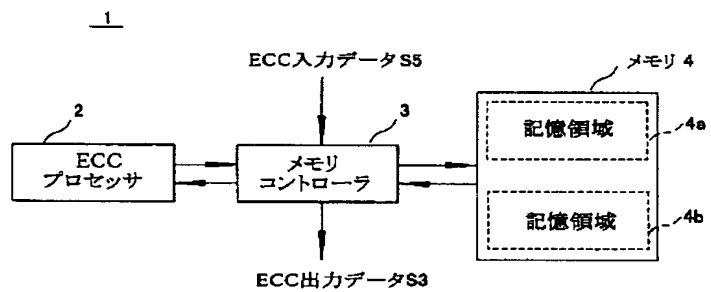 1
ECC入力データS5
メモリ 4
2
3
ECC
プロセッサ
メモリ
コントローラ
記憶領域
4a
記憶領域
4b
ECC出力データS3